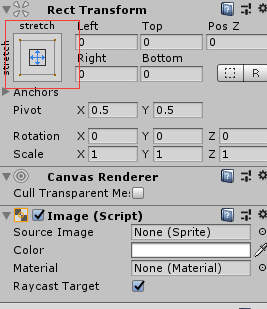 Rect Transform
stretch
Left Top Pos Z
stretch
0 0 0
Right Bottom
0 0
R
Anchors
Pivot X 0.5 Y 0.5
Rotation X 0 Y 0 Z 0
Scale X 1 Y 1 Z 1
Canvas Renderer
Cull Transparent
Image (Script)
Source Image None (Sprite)
Color
Material None (Material)
Raycast Target